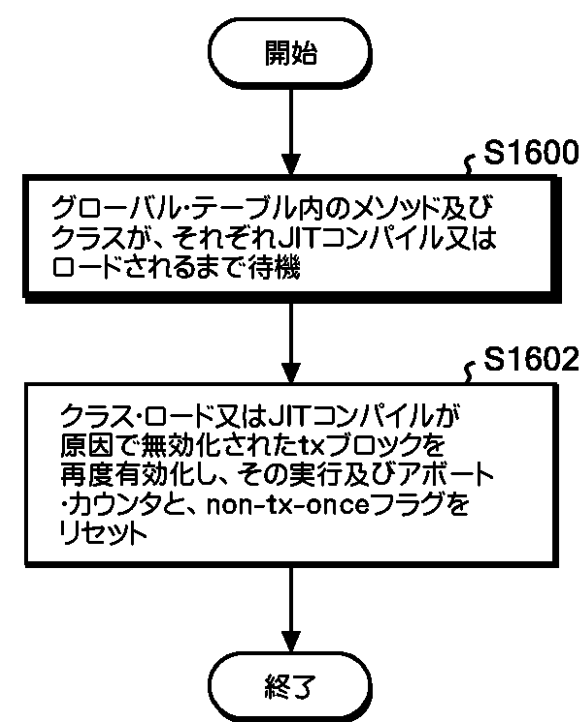 開始
S1600
グローバル・テーブル内のメソッド及び
クラスが、それぞれJITコンパイル又は
ロードされるまで待機
S1602
クラス・ロード又はJITコンパイルが
原因で無効化されたtxブロックを
再度有効化し、その実行及びアボート
・カウンタと、non-tx-onceフラグを
リセット
終了